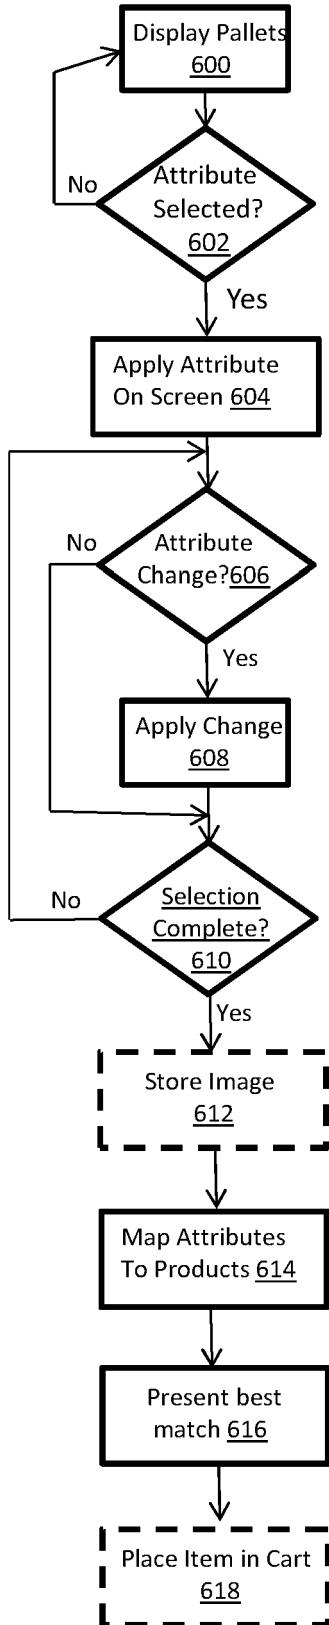 Display Pallets
600
No
Attribute
Selected?
602
Yes
Apply Attribute
On Screen 604
No
Attribute
Change?606
Yes
Apply Change
608
No
Selection
Complete?
610
Yes
Store Image
612
Map Attributes
To Products 614
Present best
match 616
Place Item in Cart
618